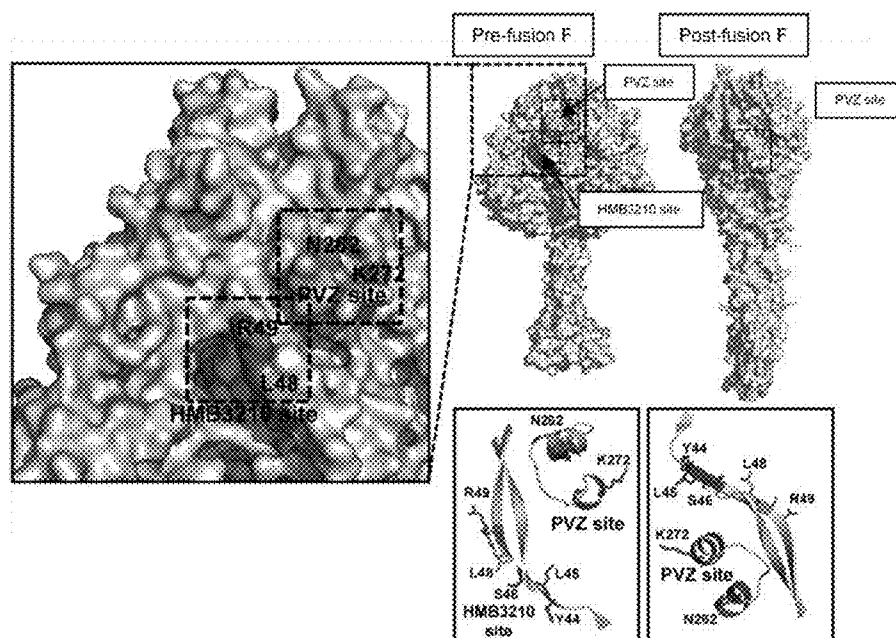 Pre-fusion F
Post-fusion F
PVZ site
PVZ site
HMB3210 site
N262
K272
PVZ site
R49
L48
HMB3210 site
N262
K272
R49
PVZ site
L48
L45
S46
HMB3210
site
Y44
Y44
L48
L45
S46
R49
K272
PVZ site
N262